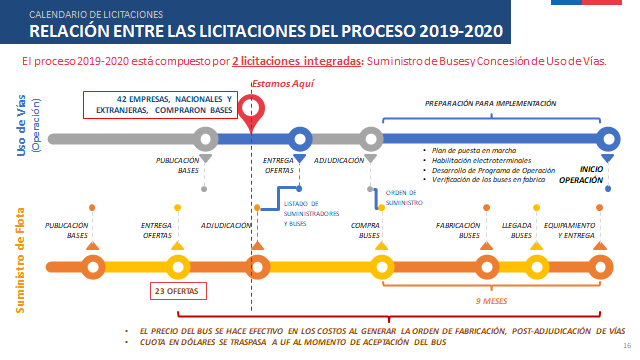 CALENDARIO DE LICITACIONES
RELACIÓN ENTRE LAS LICITACIONES DEL PROCESO 2019-2020
El proceso 2019-2020 está compuesto por 2 licitaciones integradas: Suministro de Busesy Concesión de Uso de Vías.
Estamos Aquí
42 EMPRESAS, NACIONALES Y
EXTRANJERAS, COMPRARON BASES
PREPARACIÓN PARA IMPLEMENTACIÓN
Uso de Vías
(Operación)
PUBLICACIÓN
BASES
ENTREGA
OFERTAS
ADJUDICACIÓN
• Plan de puesta en marcha
• Habilitación electroterminales
• Desarrollo de Programa de Operación
• Verificación de los buses en fabrica
INICIO
OPERACIÓN
LISTADO DE
SUMINISTRADORES
Y BUSES
ORDEN DE
SUMINISTRO
Suministro de Flota
PUBLICACIÓN
BASES
ENTREGA
OFERTAS
ADJUDICACIÓN
COMPRA
BUSES
FABRICACIÓN
BUSES
LLEGADA
BUSES
EQUIPAMIENTO
Y ENTREGA
23 OFERTAS
9 MESES
• EL PRECIO DEL BUS SE HACE EFECTIVO EN LOS COSTOS AL GENERAR LA ORDEN DE FABRICACIÓN, POST-ADJUDICACIÓN DE VÍAS
• CUOTA EN DÓLARES SE TRASPASA A UF AL MOMENTO DE ACEPTACIÓN DEL BUS
16